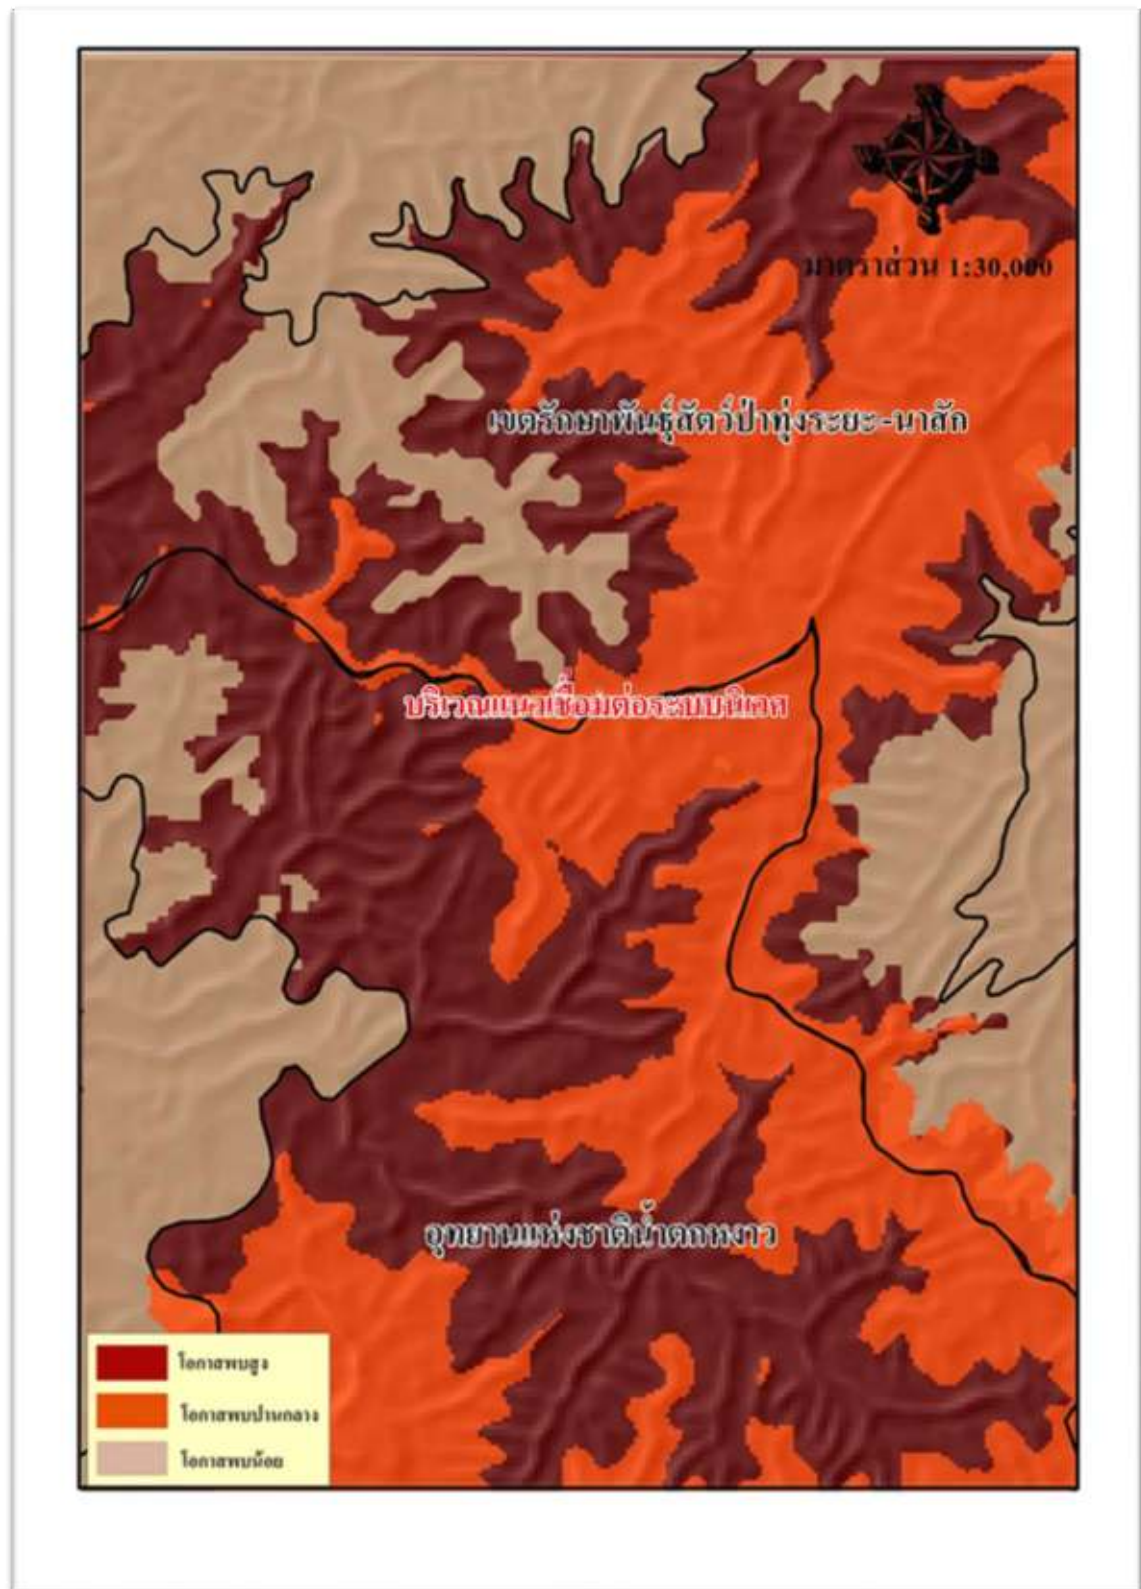 มาตราส่วน 1:30,000
เขตรักษาพันธุ์สัตว์ป่าทุ่งระยะ-นาสัก
บริเวณแนวเชื่อมต่อระบบนิเวศ
อุทยานแห่งชาติน้ำตกหงาว
โอกาสพบสูง
โอกาสพบปานกลาง
โอกาสพบน้อย